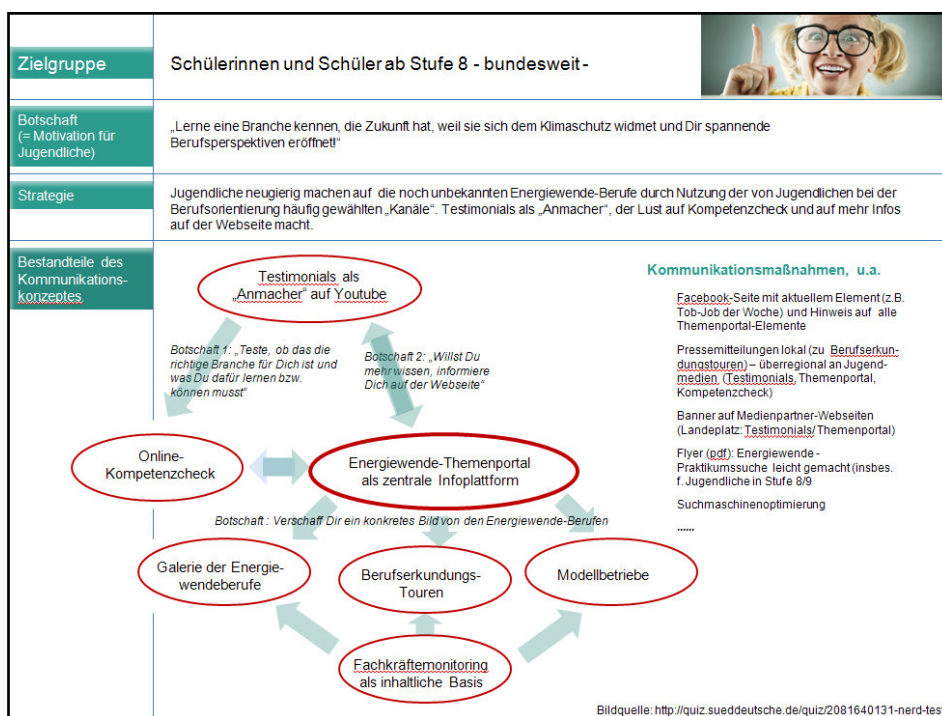 Zielgruppe
Schülerinnen und Schüler ab Stufe 8 - bundesweit -
Botschaft
(= Motivation für
Jugendliche)
„Lerne eine Branche kennen, die Zukunft hat, weil sie sich dem Klimaschutz widmet und Dir spannende
Berufsperspektiven eröffnet!“
Strategie
Jugendliche neugierig machen auf die noch unbekannten Energiewende-Berufe durch Nutzung der von Jugendlichen bei der
Berufsorientierung häufig gewählten „Kanäle“. Testimonials als „Anmacher“, der Lust auf Kompetenzcheck und auf mehr Infos
auf der Webseite macht.
Bestandteile des
Kommunikations-
konzeptes
Testimonials als
„Anmacher“ auf Youtube
Botschaft 1: „Teste, ob das die
richtige Branche für Dich ist und
was Du dafür lernen bzw.
können musst“
Botschaft 2: „Willst Du
mehr wissen, informiere
Dich auf der Webseite“
Online-
Kompetenzcheck
Energiewende-Themenportal
als zentrale Infoplattform
Botschaft : Verschaff Dir ein konkretes Bild von den Energiewende-Berufen
Galerie der Energie-
wendeberufe
Berufserkundungs-
Touren
Modellbetriebe
Fachkräftemonitoring
als inhaltliche Basis
Kommunikationsmaßnahmen, u.a.
Facebook-Seite mit aktuellem Element (z.B.
Tob-Job der Woche) und Hinweis auf alle
Themenportal-Elemente
Pressemitteilungen lokal (zu Berufserkun-
dungstouren) – überregional an Jugend-
medien (Testimonials, Themenportal,
Kompetenzcheck)
Banner auf Medienpartner-Webseiten
(Landeplatz: Testimonials/ Themenportal)
Flyer (pdf): Energiewende -
Praktikumssuche leicht gemacht (insbes.
f. Jugendliche in Stufe 8/9
Suchmaschinenoptimierung
......
Bildquelle: http://quiz.sueddeutsche.de/quiz/2081640131-nerd-test